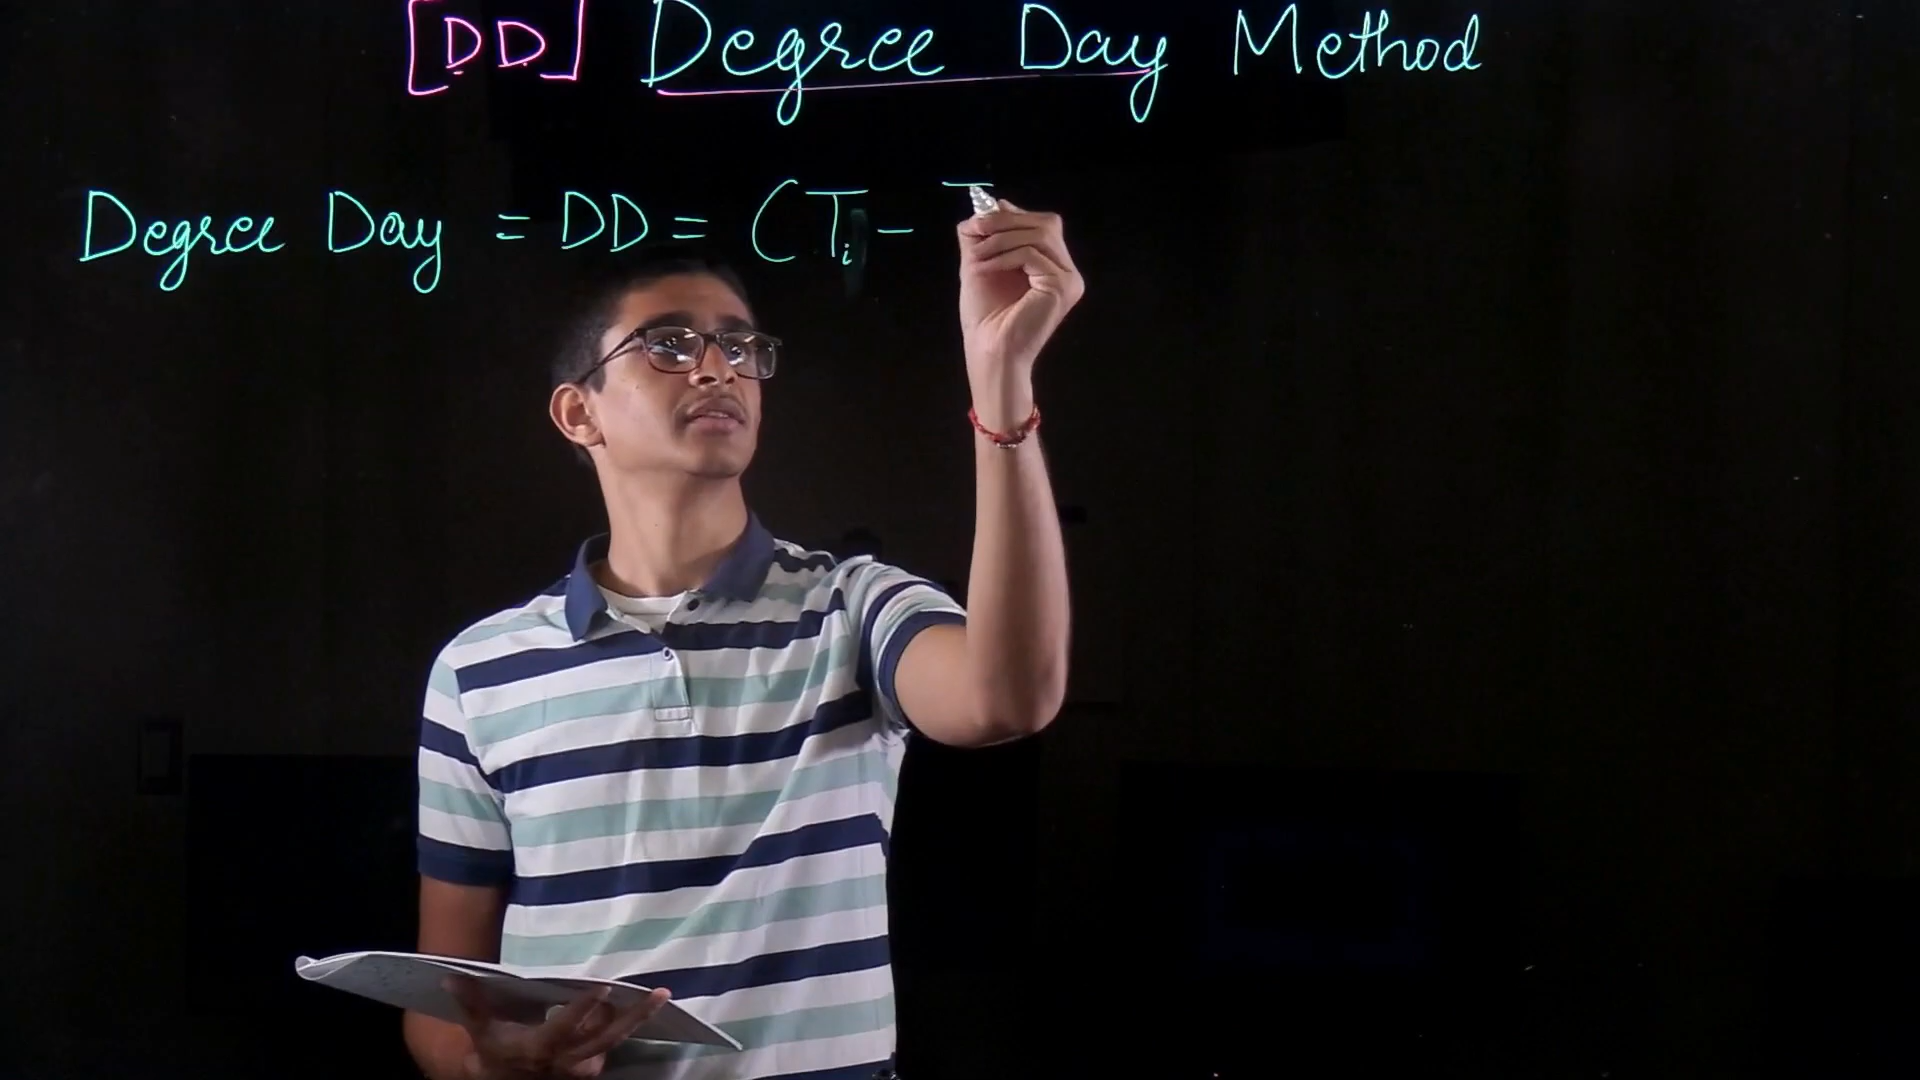 [DD] Degree Day Method
Degree Day = DD = (Ti - T